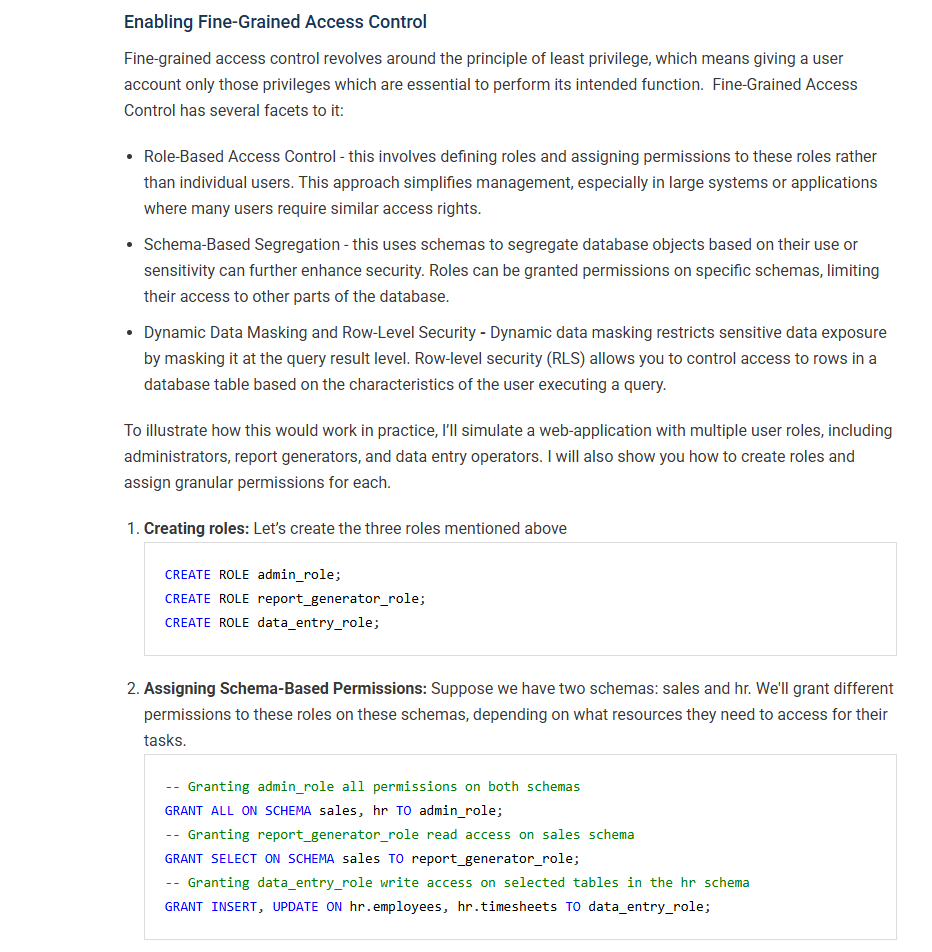 Enabling Fine-Grained Access Control
Fine-grained access control revolves around the principle of least privilege, which means giving a user
account only those privileges which are essential to perform its intended function.  Fine-Grained Access
Control has several facets to it:
• Role-Based Access Control - this involves defining roles and assigning permissions to these roles rather
than individual users. This approach simplifies management, especially in large systems or applications
where many users require similar access rights.
• Schema-Based Segregation - this uses schemas to segregate database objects based on their use or
sensitivity can further enhance security. Roles can be granted permissions on specific schemas, limiting
their access to other parts of the database.
• Dynamic Data Masking and Row-Level Security - Dynamic data masking restricts sensitive data exposure
by masking it at the query result level. Row-level security (RLS) allows you to control access to rows in a
database table based on the characteristics of the user executing a query.
To illustrate how this would work in practice, I’ll simulate a web-application with multiple user roles, including
administrators, report generators, and data entry operators. I will also show you how to create roles and
assign granular permissions for each.
1. Creating roles: Let’s create the three roles mentioned above
CREATE ROLE admin_role;
CREATE ROLE report_generator_role;
CREATE ROLE data_entry_role;
2. Assigning Schema-Based Permissions: Suppose we have two schemas: sales and hr. We'll grant different
permissions to these roles on these schemas, depending on what resources they need to access for their
tasks.
-- Granting admin_role all permissions on both schemas
GRANT ALL ON SCHEMA sales, hr TO admin_role;
-- Granting report_generator_role read access on sales schema
GRANT SELECT ON SCHEMA sales TO report_generator_role;
-- Granting data_entry_role write access on selected tables in the hr schema
GRANT INSERT, UPDATE ON hr.employees, hr.timesheets TO data_entry_role;